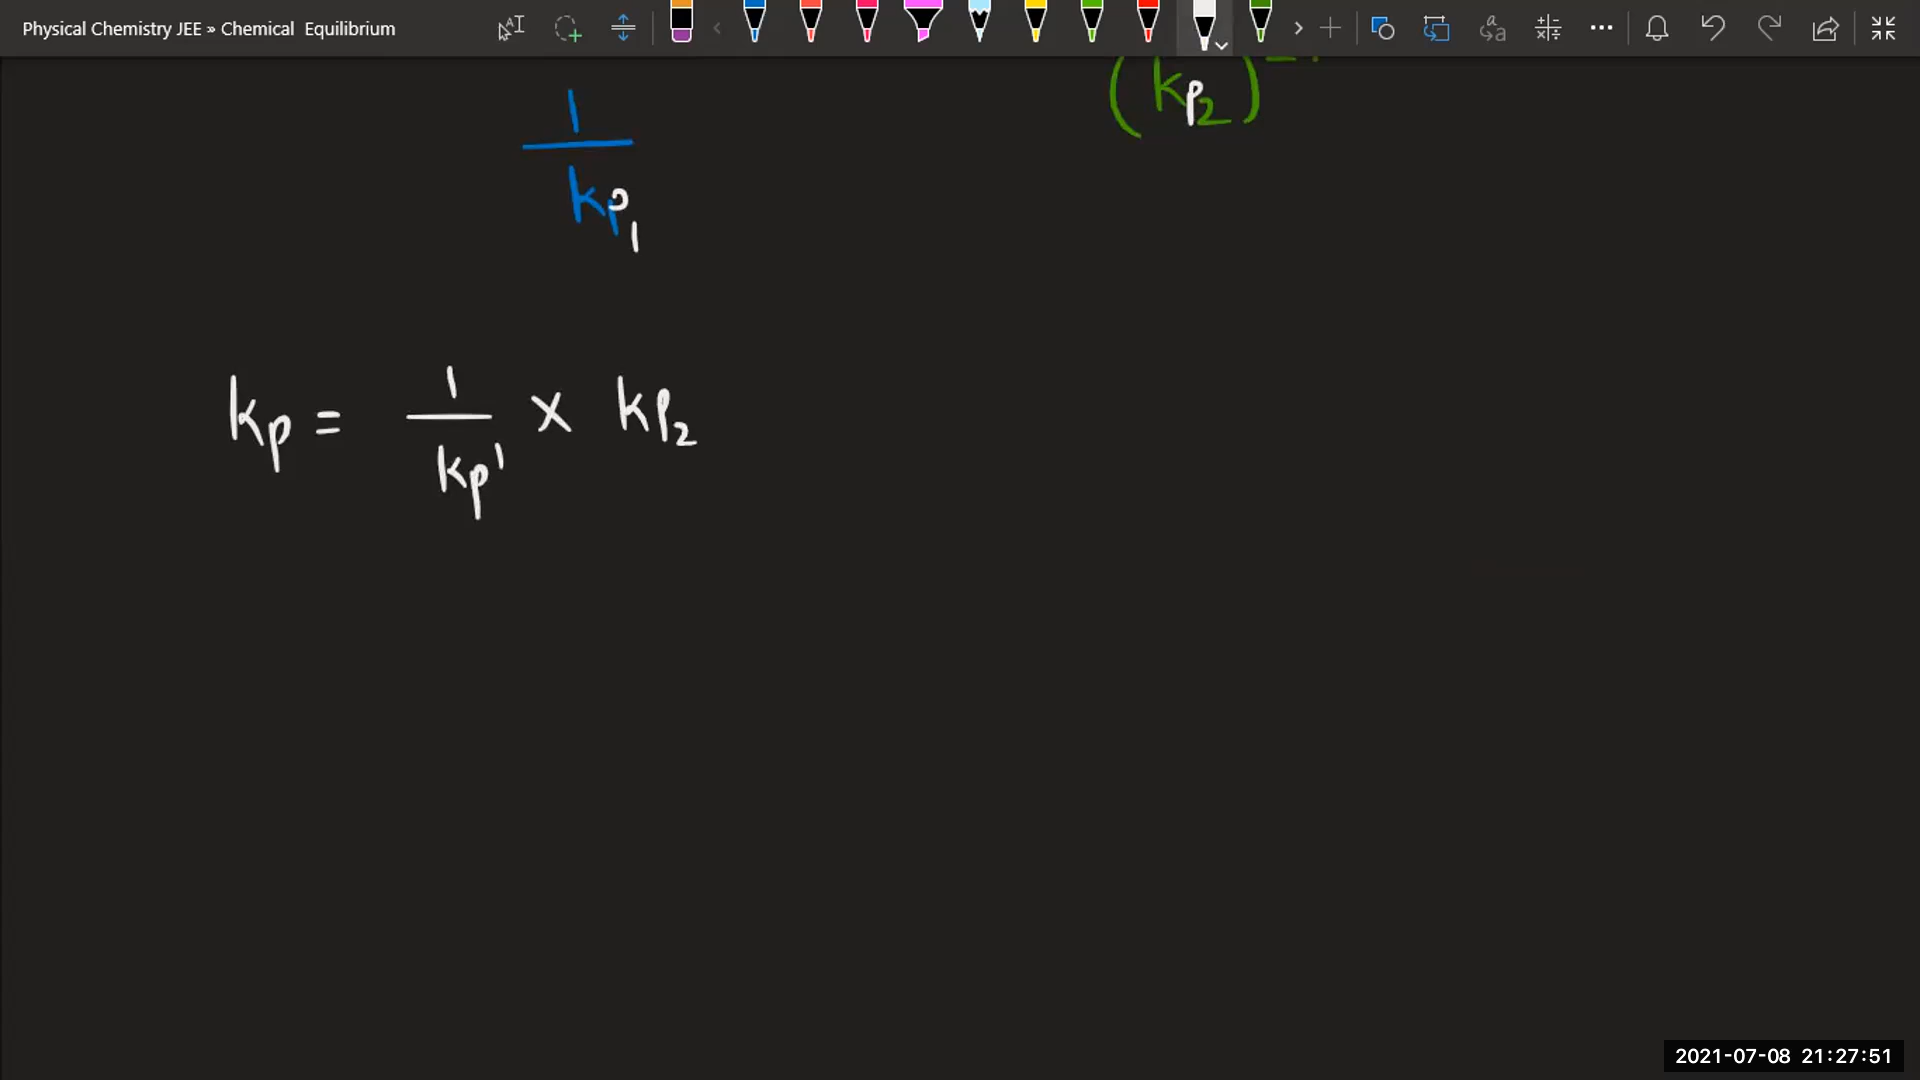 Physical Chemistry JEE » Chemical Equilibrium
1
kp1
(kp2)
kp = 1/kp' × kp2
2021-07-08 21:27:51